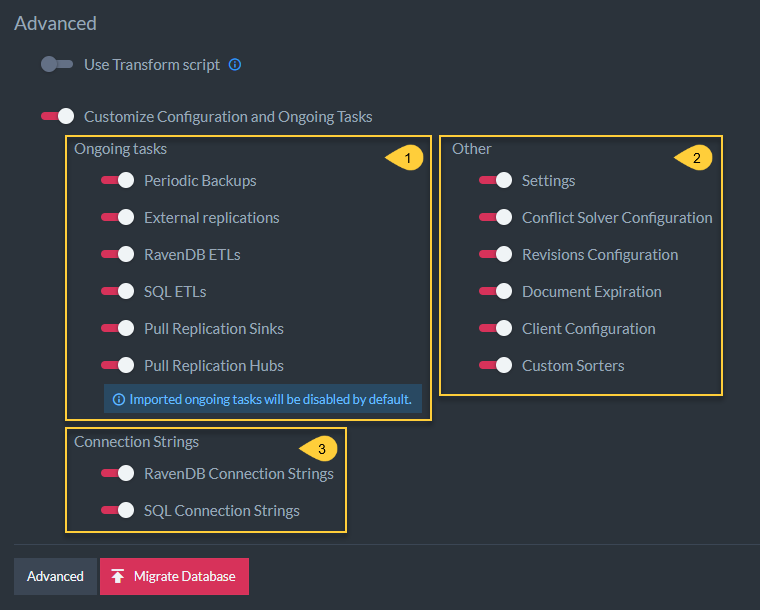 Advanced
Use Transform script
Customize Configuration and Ongoing Tasks
Ongoing tasks
1
Periodic Backups
External replications
RavenDB ETLs
SQL ETLs
Pull Replication Sinks
Pull Replication Hubs
Imported ongoing tasks will be disabled by default.
Other
2
Settings
Conflict Solver Configuration
Revisions Configuration
Document Expiration
Client Configuration
Custom Sorters
Connection Strings
3
RavenDB Connection Strings
SQL Connection Strings
Advanced
Migrate Database